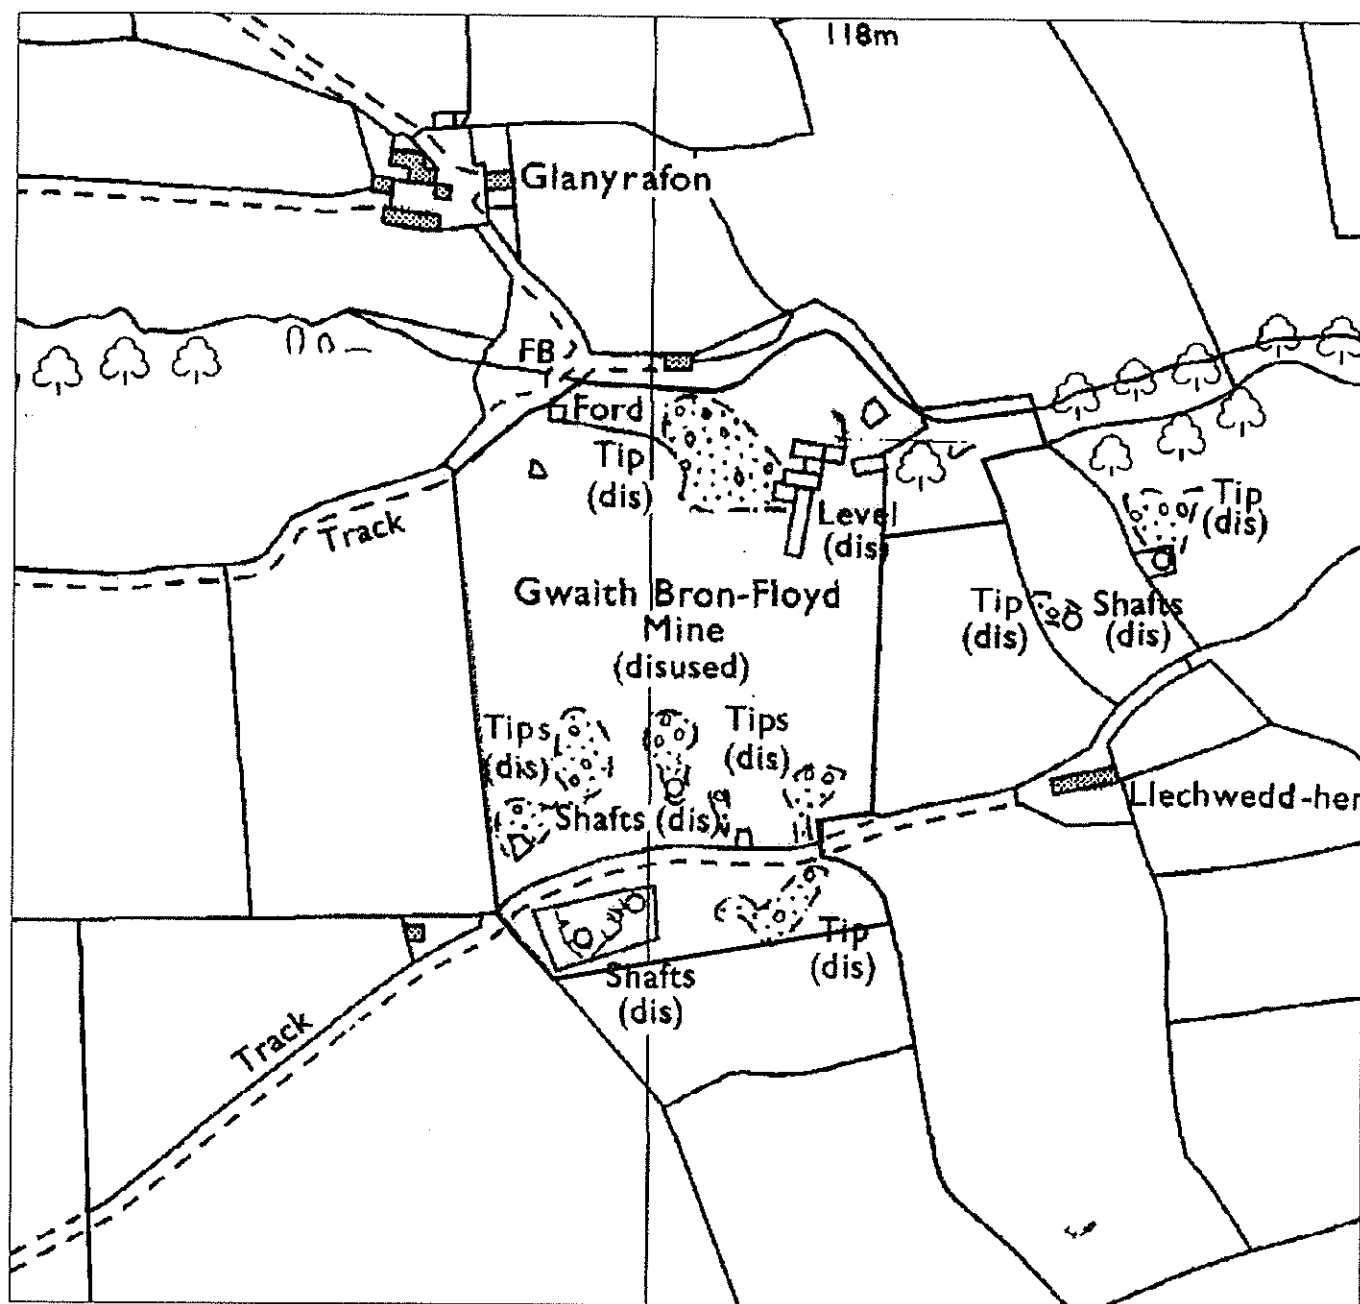 118m
Glanyrafon
FB
Ford
Tip
(dis)
Level
(dis
Tip
(dis)
Track
Gwaith Bron-Floyd
Mine
(disused)
Tip
(dis)
Shafts
(dis)
Tips
(dis)
Tips
(dis)
Shafts (dis)
Llechwedd-hen
Tip
(dis)
Shafts
(dis)
Track